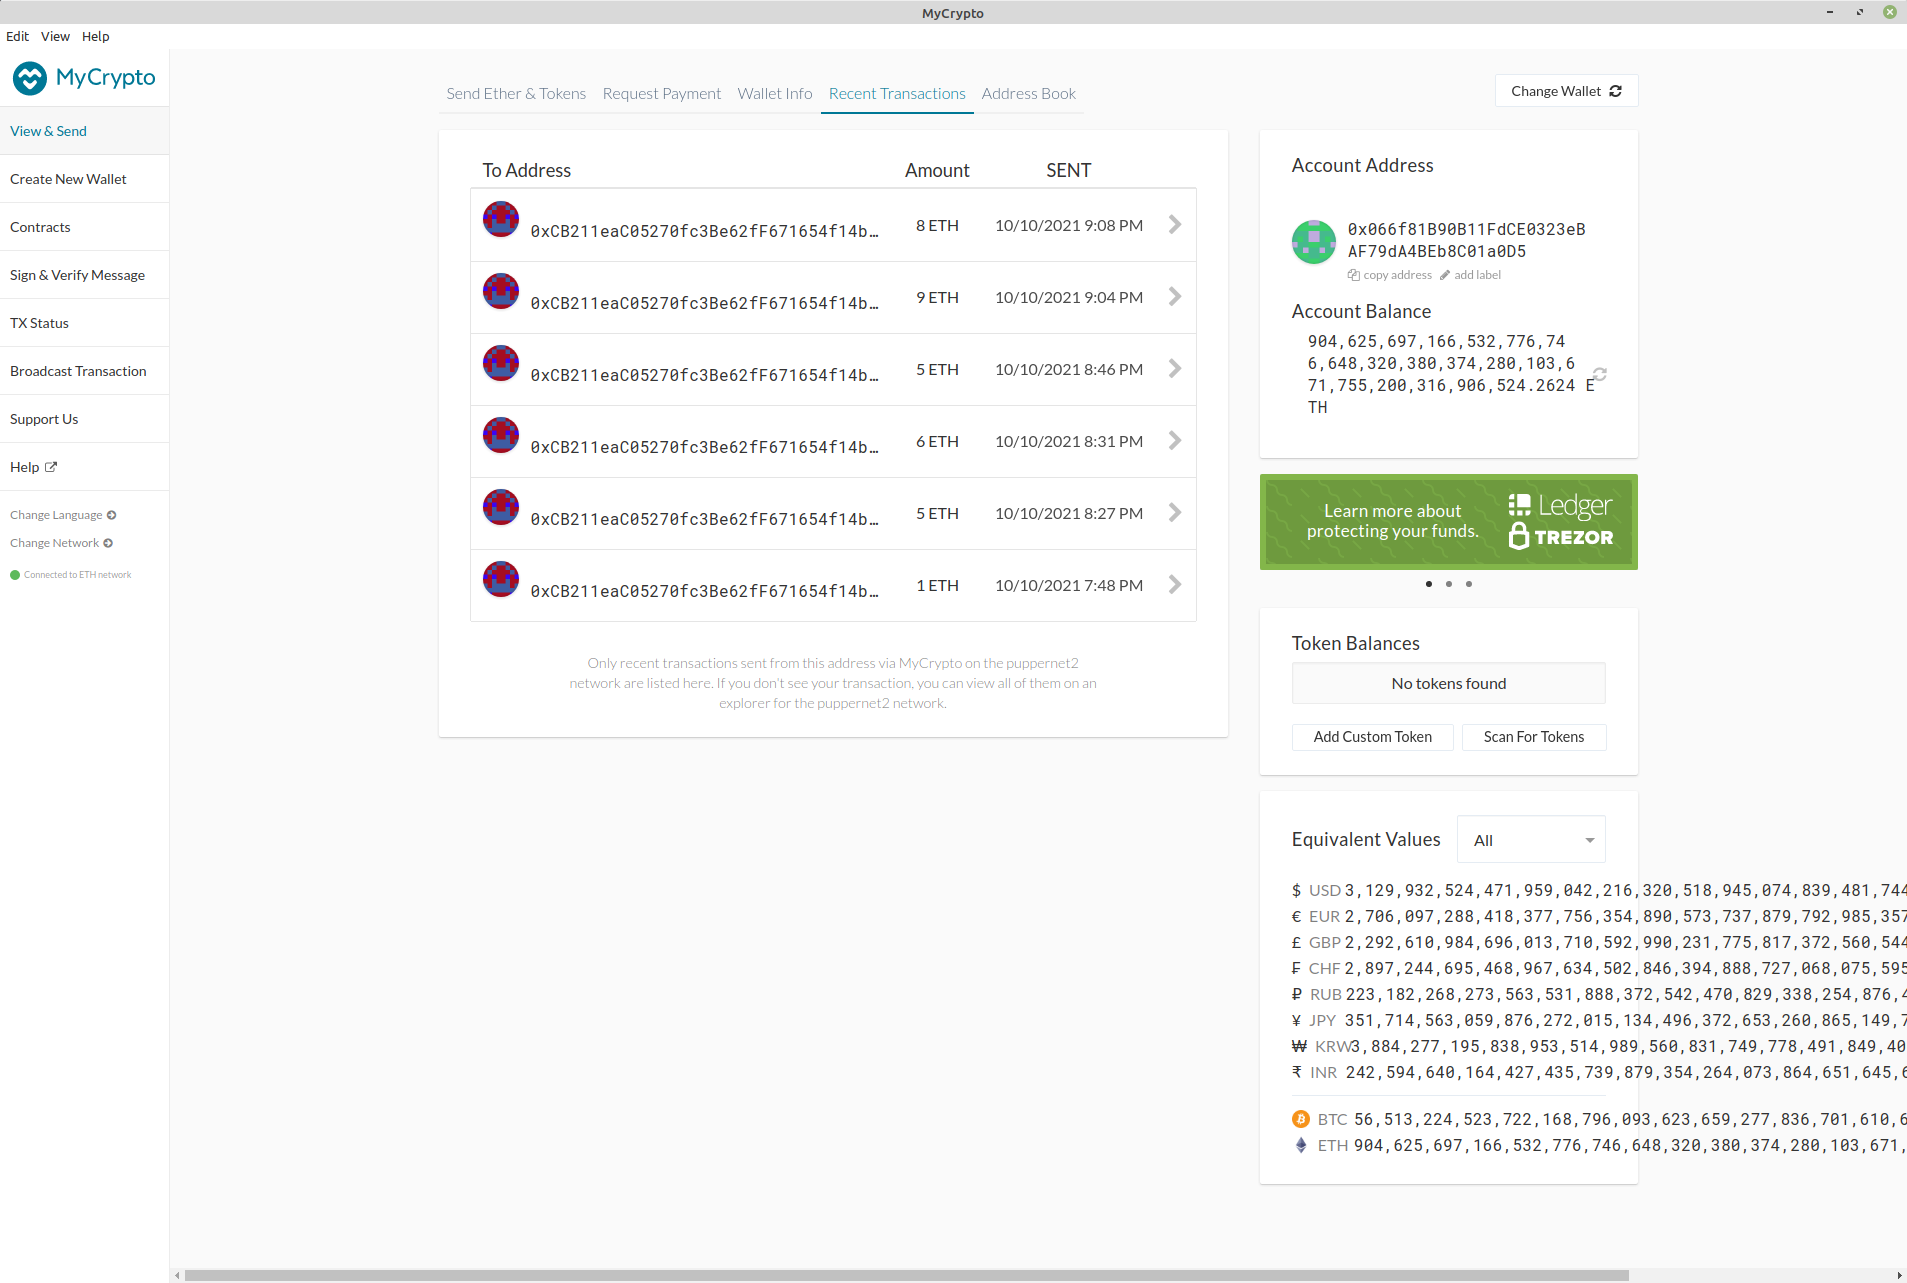 MyCrypto
Edit View Help
MyCrypto
View & Send
Create New Wallet
Contracts
Sign & Verify Message
TX Status
Broadcast Transaction
Support Us
Help
Change Language
Change Network
Connected to ETH network
Send Ether & Tokens Request Payment Wallet Info Recent Transactions Address Book
Change Wallet
To Address Amount SENT
0xCB211eaC05270fc3Be62fF671654f14b… 8 ETH 10/10/2021 9:08 PM
0xCB211eaC05270fc3Be62fF671654f14b… 9 ETH 10/10/2021 9:04 PM
0xCB211eaC05270fc3Be62fF671654f14b… 5 ETH 10/10/2021 8:46 PM
0xCB211eaC05270fc3Be62fF671654f14b… 6 ETH 10/10/2021 8:31 PM
0xCB211eaC05270fc3Be62fF671654f14b… 5 ETH 10/10/2021 8:27 PM
0xCB211eaC05270fc3Be62fF671654f14b… 1 ETH 10/10/2021 7:48 PM
Only recent transactions sent from this address via MyCrypto on the puppernet2
network are listed here. If you don't see your transaction, you can view all of them on an
explorer for the puppernet2 network.
Account Address
0x066f81B90B11FdCE0323eB
AF79dA4BEb8C01a0D5
copy address add label
Account Balance
904,625,697,166,532,776,74
6,648,320,380,374,280,103,6
71,755,200,316,906,524.2624 E
TH
Learn more about
protecting your funds.
Ledger
TREZOR
Token Balances
No tokens found
Add Custom Token Scan For Tokens
Equivalent Values All
$ USD 3,129,932,524,471,959,042,216,320,518,945,074,839,481,744
€ EUR 2,706,097,288,418,377,756,354,890,573,737,879,792,985,357
£ GBP 2,292,610,984,696,013,710,592,990,231,775,817,372,560,544
₣ CHF 2,897,244,695,468,967,634,502,846,394,888,727,068,075,595
₽ RUB 223,182,268,273,563,531,888,372,542,470,829,338,254,876,4
¥ JPY 351,714,563,059,876,272,015,134,496,372,653,260,865,149,7
₩ KRW 3,884,277,195,838,953,514,989,560,831,749,778,491,849,40
₹ INR 242,594,640,164,427,435,739,879,354,264,073,864,651,645,6
BTC 56,513,224,523,722,168,796,093,623,659,277,836,701,610,6
ETH 904,625,697,166,532,776,746,648,320,380,374,280,103,671,